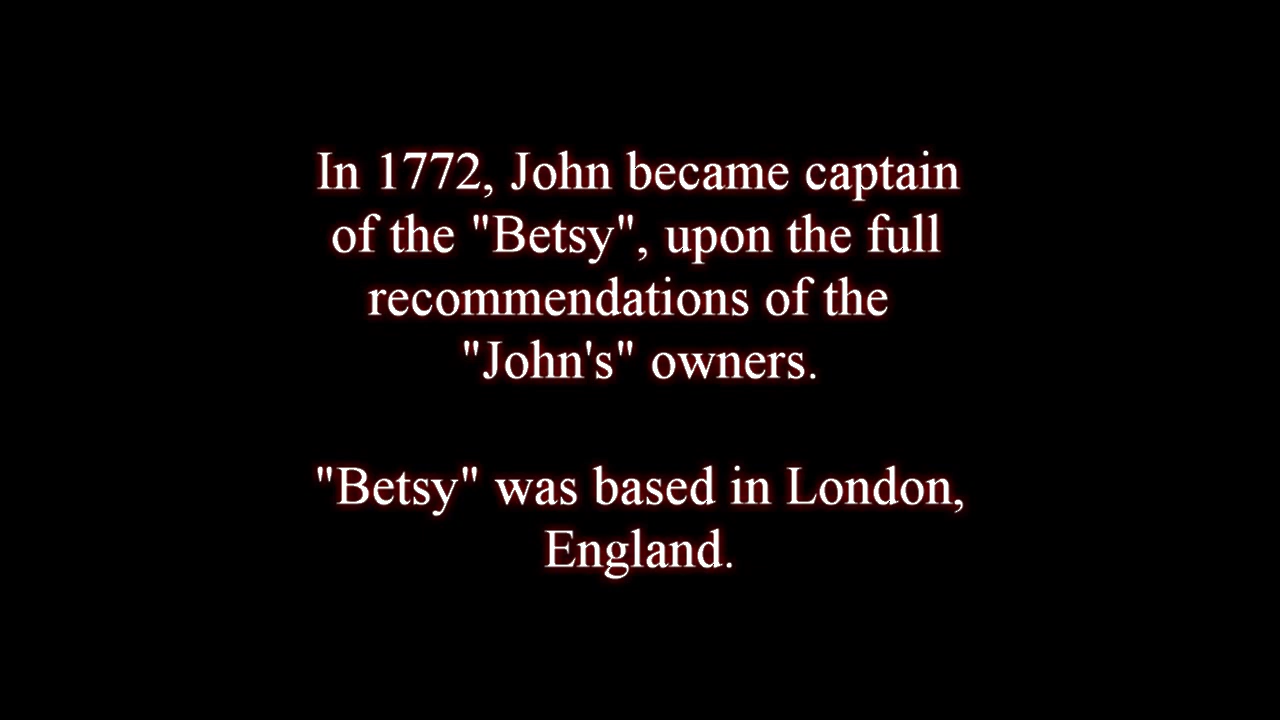 In 1772, John became captain
of the "Betsy", upon the full
recommendations of the
"John's" owners.
"Betsy" was based in London,
England.